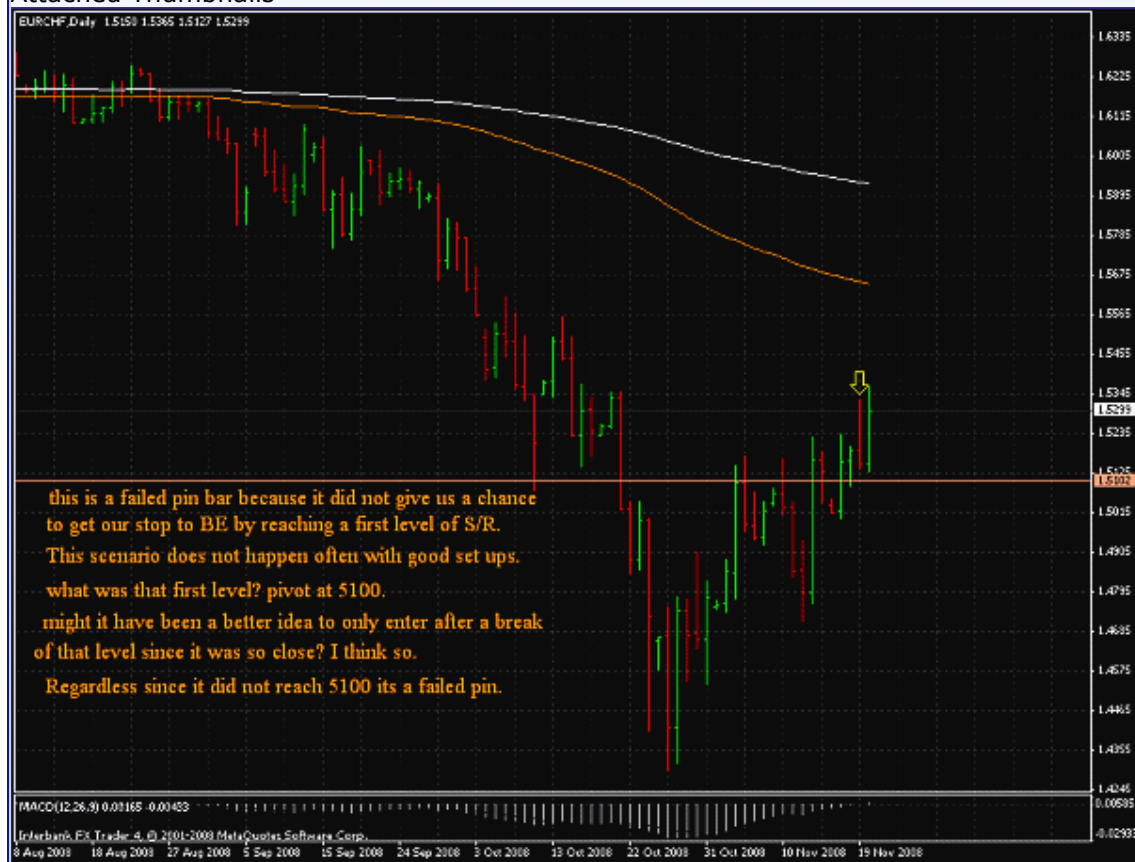 Attached Thumbnails
EURCHF,Daily 1.5150 1.5365 1.5127 1.5299
1.6335
1.6225
1.6115
1.6005
1.5895
1.5785
1.5675
1.5565
1.5455
1.5345
1.5299
1.5235
1.5125
1.5102
1.5015
1.4905
1.4795
1.4685
1.4575
1.4465
1.4355
1.4245
this is a failed pin bar because it did not give us a chance
to get our stop to BE by reaching a first level of S/R.
This scenario does not happen often with good set ups.
what was that first level? pivot at 5100.
might it have been a better idea to only enter after a break
of that level since it was so close? I think so.
Regardless since it did not reach 5100 its a failed pin.
MACD(12,26,9) 0.00165 -0.00433
0.00585
Interbank FX Trader 4, © 2001-2008 MetaQuotes Software Corp.
-0.02933
8 Aug 2008 18 Aug 2008 27 Aug 2008 5 Sep 2008 15 Sep 2008 24 Sep 2008 3 Oct 2008 13 Oct 2008 22 Oct 2008 31 Oct 2008 10 Nov 2008 19 Nov 2008